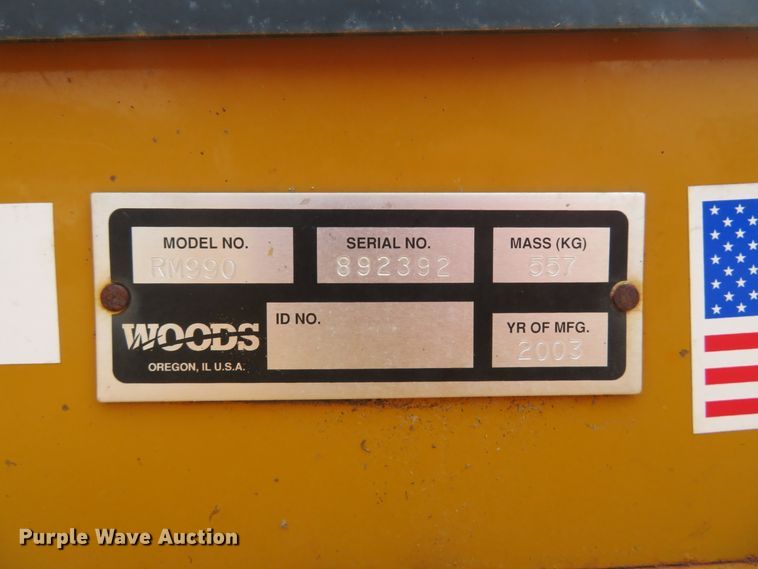 MODEL NO.
RM990
SERIAL NO.
892392
MASS (KG)
557
WOODS
OREGON, IL U.S.A.
ID NO.
YR OF MFG.
2003
Purple Wave Auction